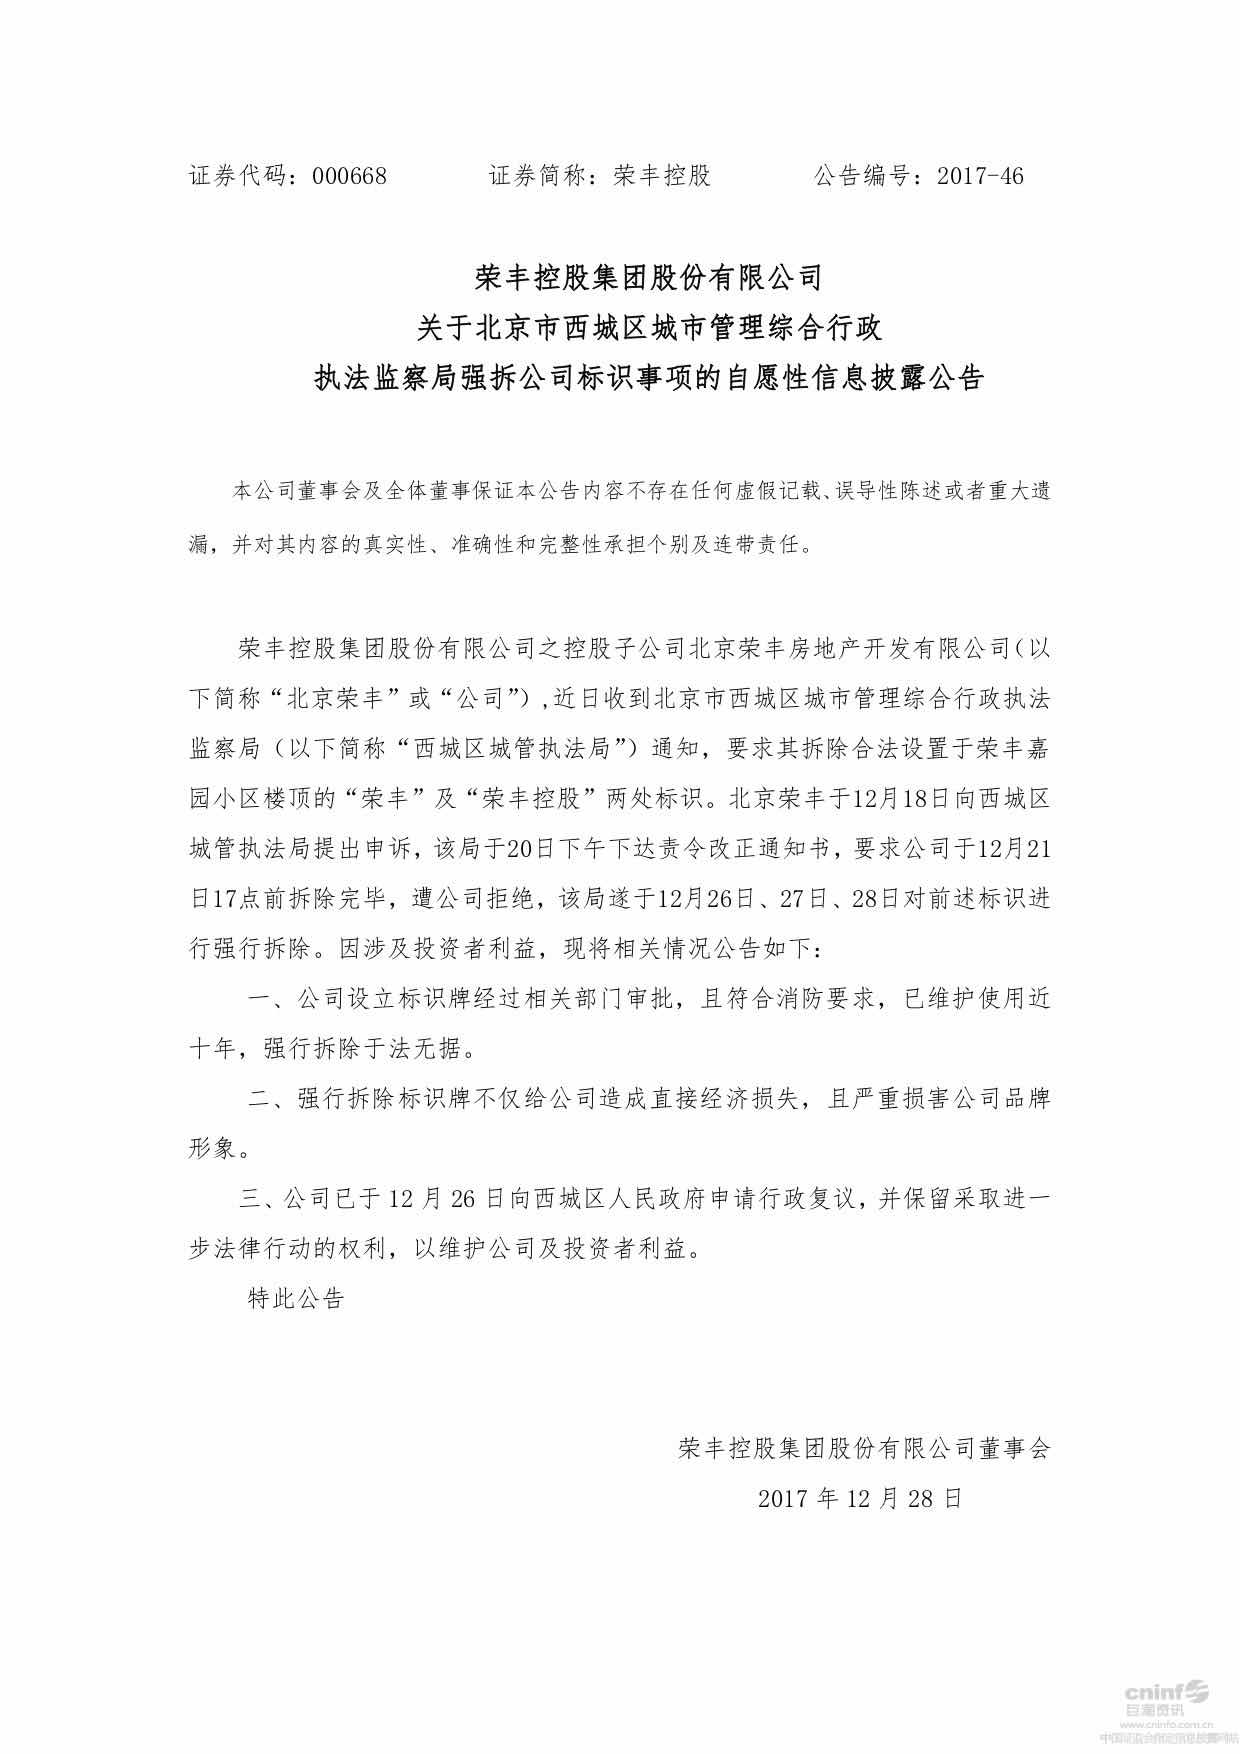 证券代码：000668 证券简称：荣丰控股 公告编号：2017-46
荣丰控股集团股份有限公司
关于北京市西城区城市管理综合行政
执法监察局强拆公司标识事项的自愿性信息披露公告
本公司董事会及全体董事保证本公告内容不存在任何虚假记载、误导性陈述或者重大遗
漏，并对其内容的真实性、准确性和完整性承担个别及连带责任。
荣丰控股集团股份有限公司之控股子公司北京荣丰房地产开发有限公司（以
下简称“北京荣丰”或“公司”）,近日收到北京市西城区城市管理综合行政执法
监察局（以下简称“西城区城管执法局”）通知，要求其拆除合法设置于荣丰嘉
园小区楼顶的“荣丰”及“荣丰控股”两处标识。北京荣丰于12月18日向西城区
城管执法局提出申诉，该局于20日下午下达责令改正通知书，要求公司于12月21
日17点前拆除完毕，遭公司拒绝，该局遂于12月26日、27日、28日对前述标识进
行强行拆除。因涉及投资者利益，现将相关情况公告如下：
一、公司设立标识牌经过相关部门审批，且符合消防要求，已维护使用近
十年，强行拆除于法无据。
二、强行拆除标识牌不仅给公司造成直接经济损失，且严重损害公司品牌
形象。
三、公司已于 12 月 26 日向西城区人民政府申请行政复议，并保留采取进一
步法律行动的权利，以维护公司及投资者利益。
特此公告
荣丰控股集团股份有限公司董事会
2017 年 12 月 28 日
cninf
巨潮资讯
www.cninfo.com.cn
中国证监会指定信息披露网站